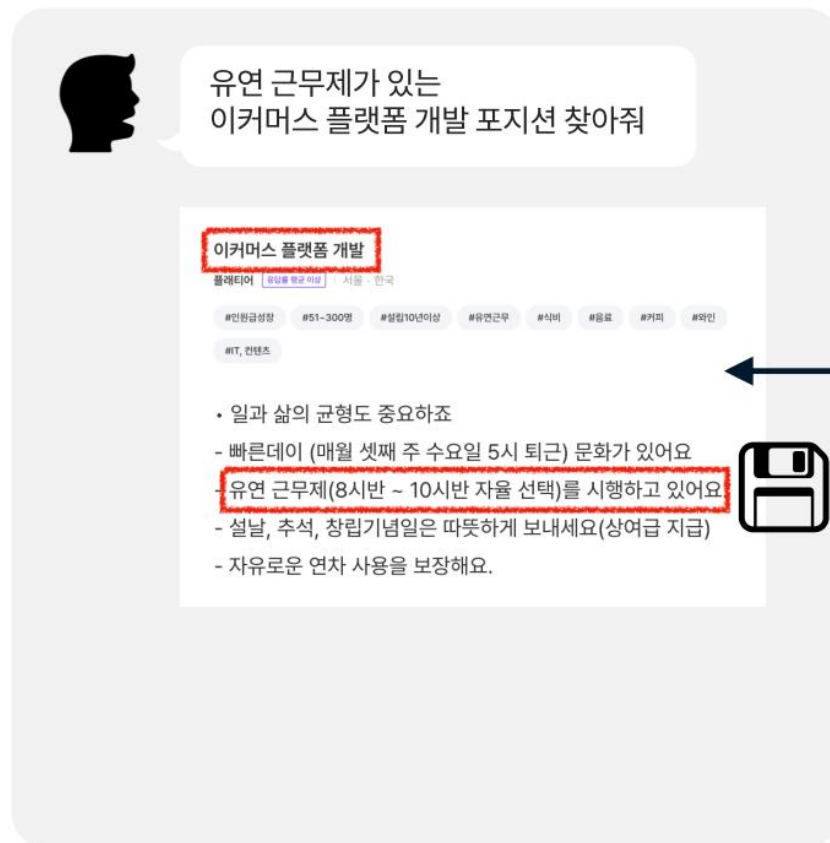 유연 근무제가 있는
이커머스 플랫폼 개발 포지션 찾아줘
이커머스 플랫폼 개발
플래티어 응답률 평균 이상 | 서울 · 한국
#인원급성장 #51~300명 #설립10년이상 #유연근무 #식비 #음료 #커피 #와인
#IT, 컨텐츠
• 일과 삶의 균형도 중요하죠
- 빠른데이 (매월 셋째 주 수요일 5시 퇴근) 문화가 있어요
- 유연 근무제(8시반 ~ 10시반 자율 선택)를 시행하고 있어요
- 설날, 추석, 창립기념일은 따뜻하게 보내세요(상여급 지급)
- 자유로운 연차 사용을 보장해요.